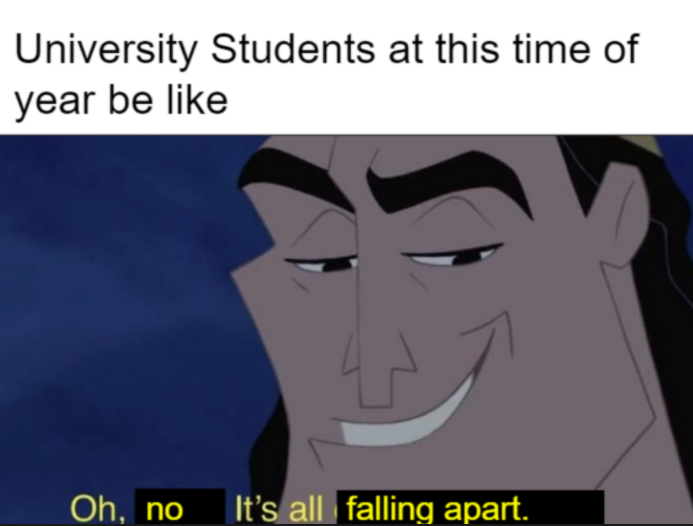 University Students at this time of
year be like
Oh, no It's all falling apart.